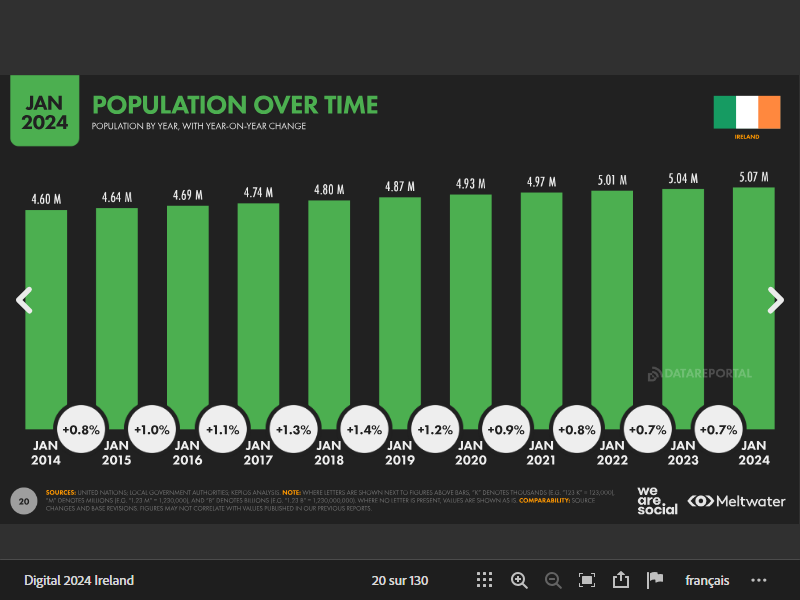 JAN
2024
POPULATION OVER TIME
POPULATION BY YEAR, WITH YEAR-ON-YEAR CHANGE
IRELAND
4.60 M 4.64 M 4.69 M 4.74 M 4.80 M 4.87 M 4.93 M 4.97 M 5.01 M 5.04 M 5.07 M
DATAREPORTAL
+0.8% +1.0% +1.1% +1.3% +1.4% +1.2% +0.9% +0.8% +0.7% +0.7%
JAN JAN JAN JAN JAN JAN JAN JAN JAN JAN JAN
2014 2015 2016 2017 2018 2019 2020 2021 2022 2023 2024
20
SOURCES: UNITED NATIONS; LOCAL GOVERNMENT AUTHORITIES; KEPIOS ANALYSIS. NOTE: WHERE LETTERS ARE SHOWN NEXT TO FIGURES ABOVE BARS, "K" DENOTES THOUSANDS (E.G. "123 K" = 123,000),
"M" DENOTES MILLIONS (E.G. "1.23 M" = 1,230,000), AND "B" DENOTES BILLIONS (E.G. "1.23 B" = 1,230,000,000). WHERE NO LETTER IS PRESENT, VALUES ARE SHOWN AS IS. COMPARABILITY: SOURCE
CHANGES AND BASE REVISIONS. FIGURES MAY NOT CORRELATE WITH VALUES PUBLISHED IN OUR PREVIOUS REPORTS.
we
are.
social
Meltwater
Digital 2024 Ireland
20 sur 130
français